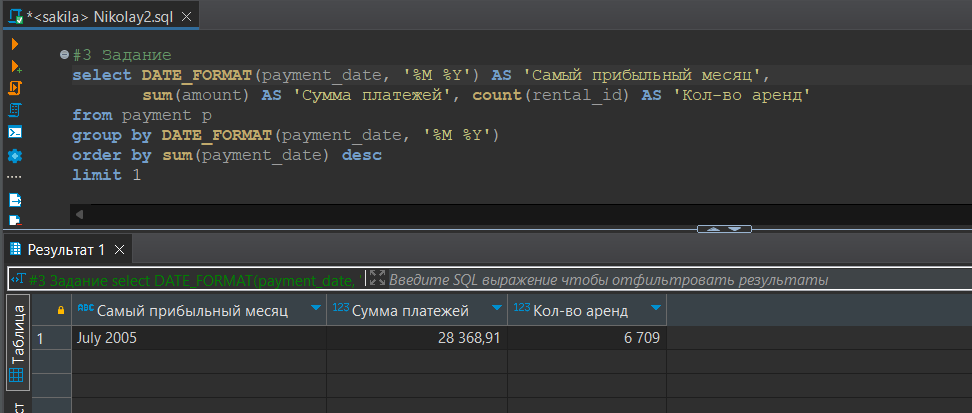 *<sakila> Nikolay2.sql
#3 Задание
select DATE_FORMAT(payment_date, '%M %Y') AS 'Самый прибыльный месяц',
sum(amount) AS 'Сумма платежей', count(rental_id) AS 'Кол-во аренд'
from payment p
group by DATE_FORMAT(payment_date, '%M %Y')
order by sum(payment_date) desc
limit 1
Результат 1
#3 Задание select DATE_FORMAT(payment_date, '
Введите SQL выражение чтобы отфильтровать результаты
Таблица
ABC Самый прибыльный месяц
123 Сумма платежей
123 Кол-во аренд
1
July 2005
28 368,91
6 709